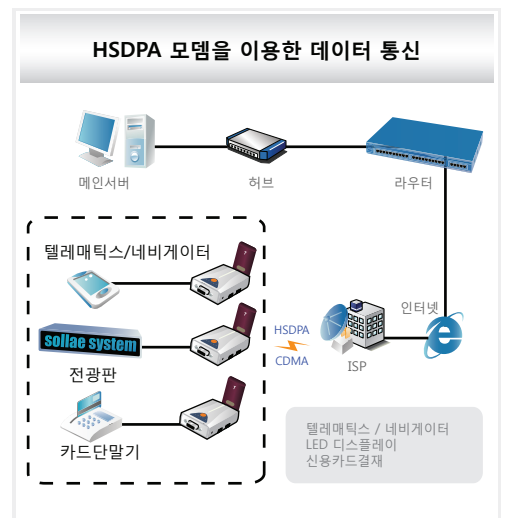 HSDPA 모뎀을 이용한 데이터 통신
메인서버
허브
라우터
텔레매틱스/네비게이터
sollae system
전광판
카드단말기
HSDPA
CDMA
ISP
인터넷
텔레매틱스 / 네비게이터
LED 디스플레이
신용카드결재